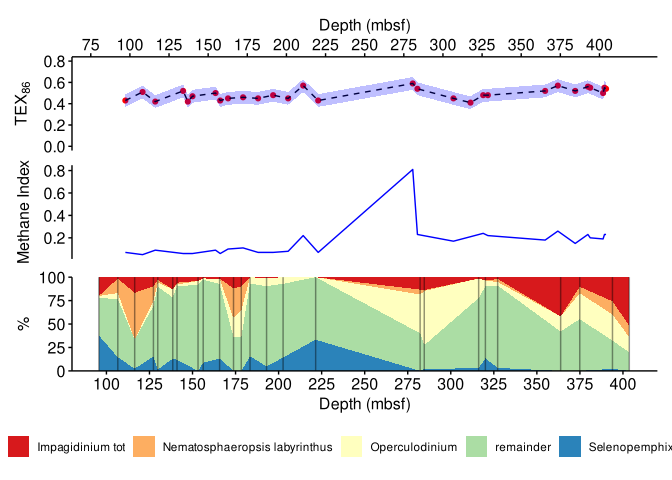 Depth (mbsf)
75 100 125 150 175 200 225 250 275 300 325 350 375 400
TEX86
0.8
0.6
0.4
0.2
0.0
Methane Index
0.8
0.6
0.4
0.2
%
100
75
50
25
0
100 125 150 175 200 225 250 275 300 325 350 375 400
Depth (mbsf)
Impagidinium tot Nematosphaeropsis labyrinthus Operculodinium remainder Selenopemphix